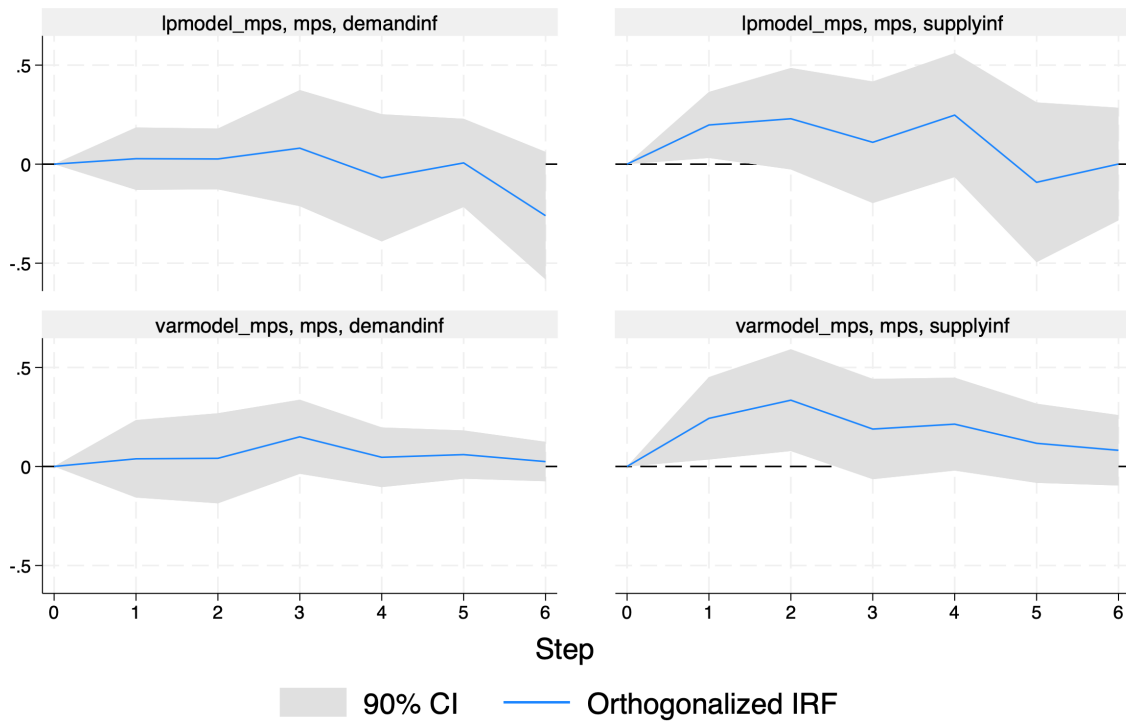 lpmodel_mps, mps, demandinf
lpmodel_mps, mps, supplyinf
.5
0
-.5
varmodel_mps, mps, demandinf
varmodel_mps, mps, supplyinf
.5
0
-.5
0 1 2 3 4 5 6
0 1 2 3 4 5 6
Step
90% CI
Orthogonalized IRF